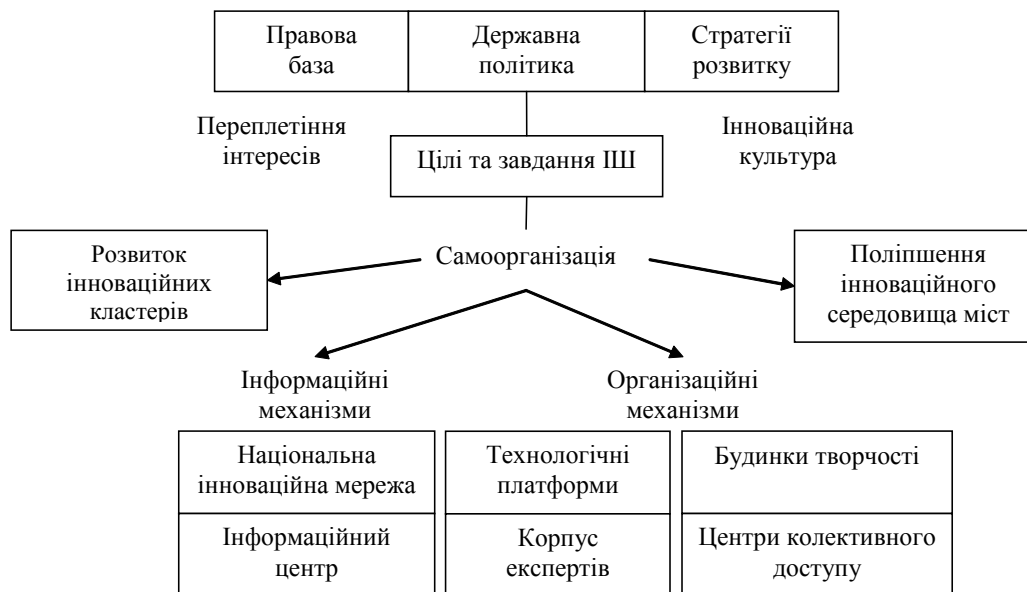 Правова
база
Державна
політика
Стратегії
розвитку
Переплетіння
інтересів
Інноваційна
культура
Цілі та завдання ІШ
Розвиток
інноваційних
кластерів
Самоорганізація
Поліпшення
інноваційного
середовища міст
Інформаційні
механізми
Організаційні
механізми
Національна
інноваційна мережа
Технологічні
платформи
Будинки творчості
Інформаційний
центр
Корпус
експертів
Центри колективного
доступу